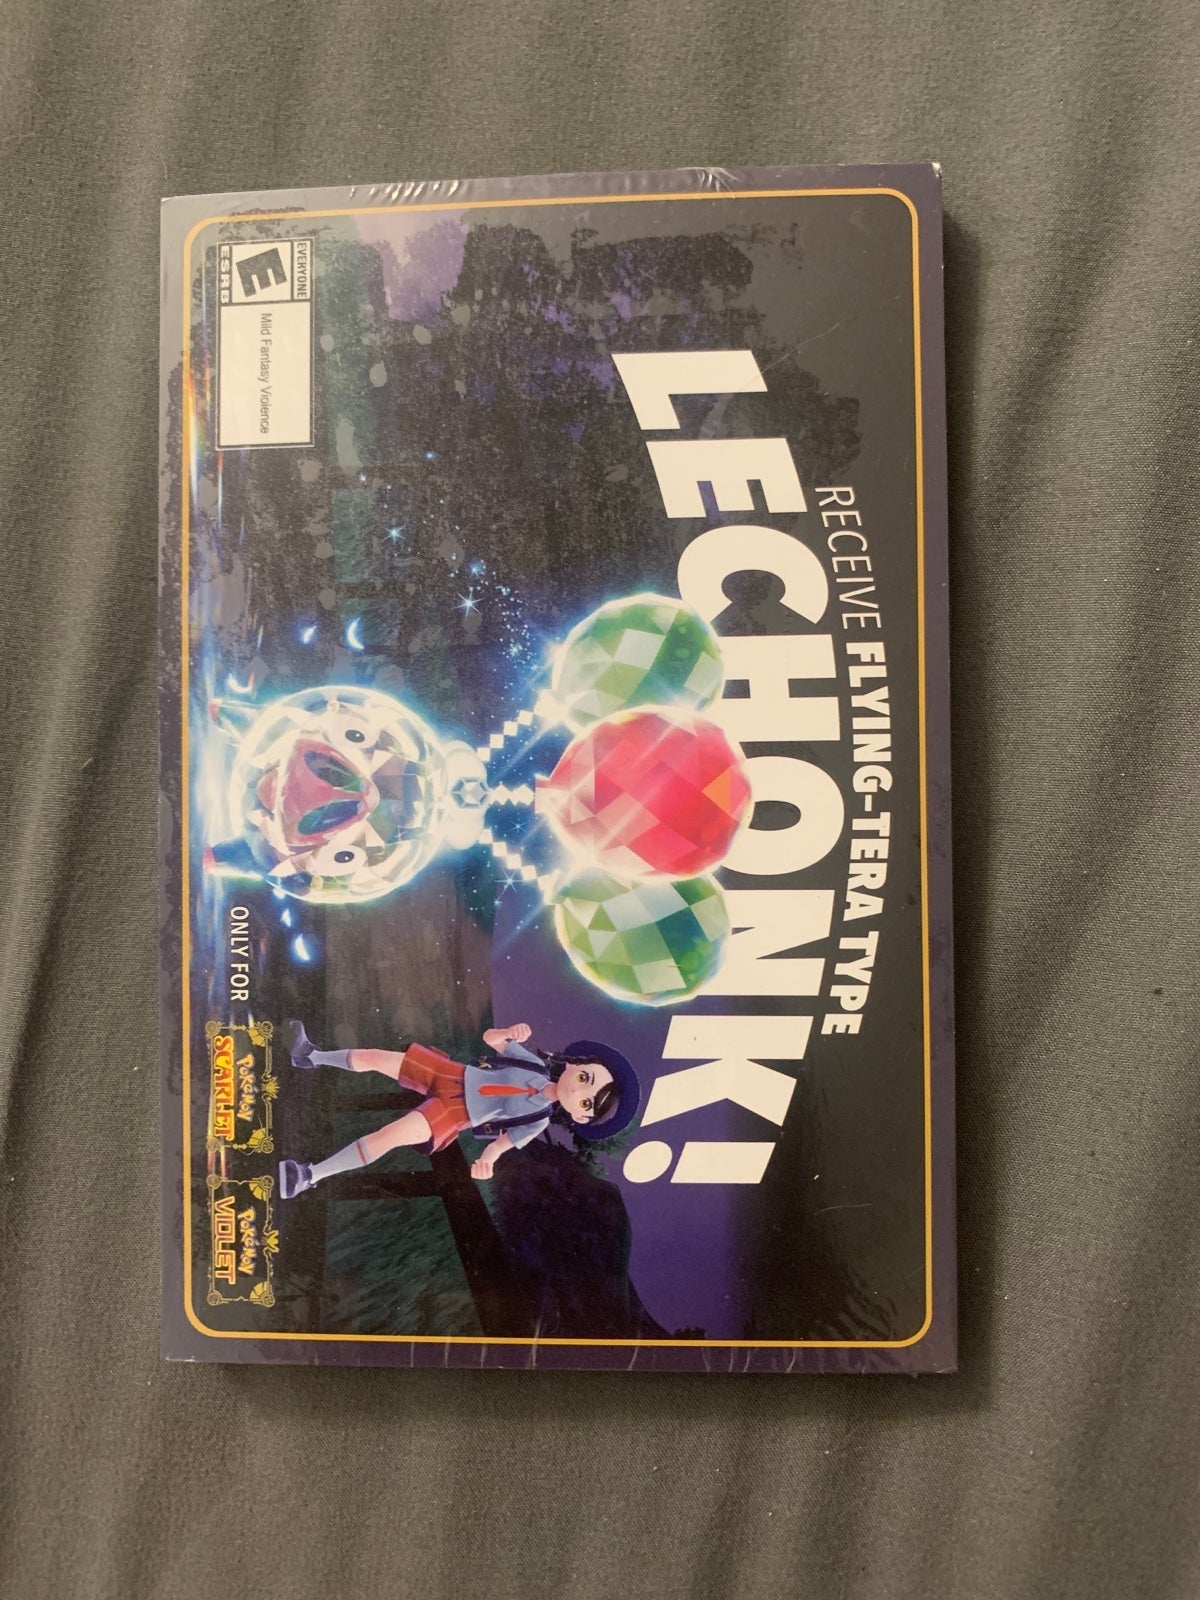 RECEIVE FLYING-TERA TYPE
LECHONK!
EVERYONE
E
ESRB
Mild Fantasy Violence
ONLY FOR
POKéMON
SCARLET
POKéMON
VIOLET